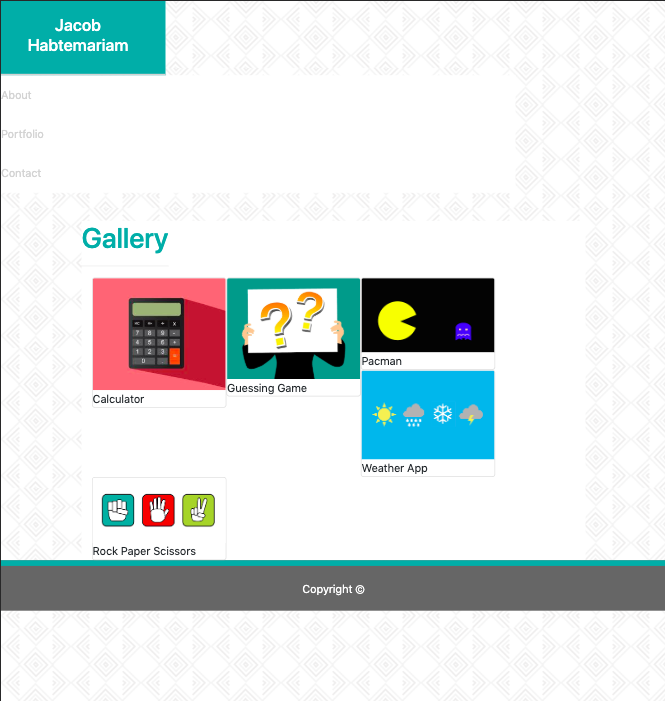 Jacob
Habtemariam
About
Portfolio
Contact
Gallery
Calculator
Guessing Game
Pacman
Weather App
Rock Paper Scissors
Copyright ©